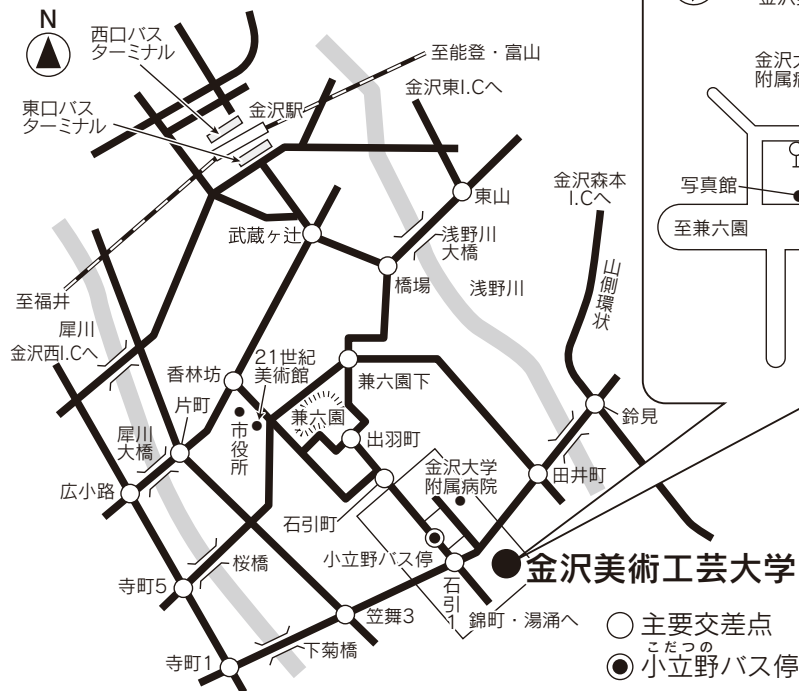 N
西口バス
ターミナル
東口バス
ターミナル
金沢駅
至能登・富山
金沢東I.Cへ
東山
浅野川
大橋
武蔵ヶ辻
橋場
浅野川
金沢森本
I.Cへ
山側環状
至福井
犀川
金沢西I.Cへ
香林坊
21世紀
美術館
兼六園下
片町
市役所
兼六園
出羽町
鈴見
犀川
大橋
広小路
金沢大学
附属病院
田井町
石引町
小立野バス停
桜橋
寺町5
石引1
金沢美術工芸大学
錦町・湯涌へ
笠舞3
下菊橋
寺町1
主要交差点
こだつの
小立野バス停
写真館
至兼六園